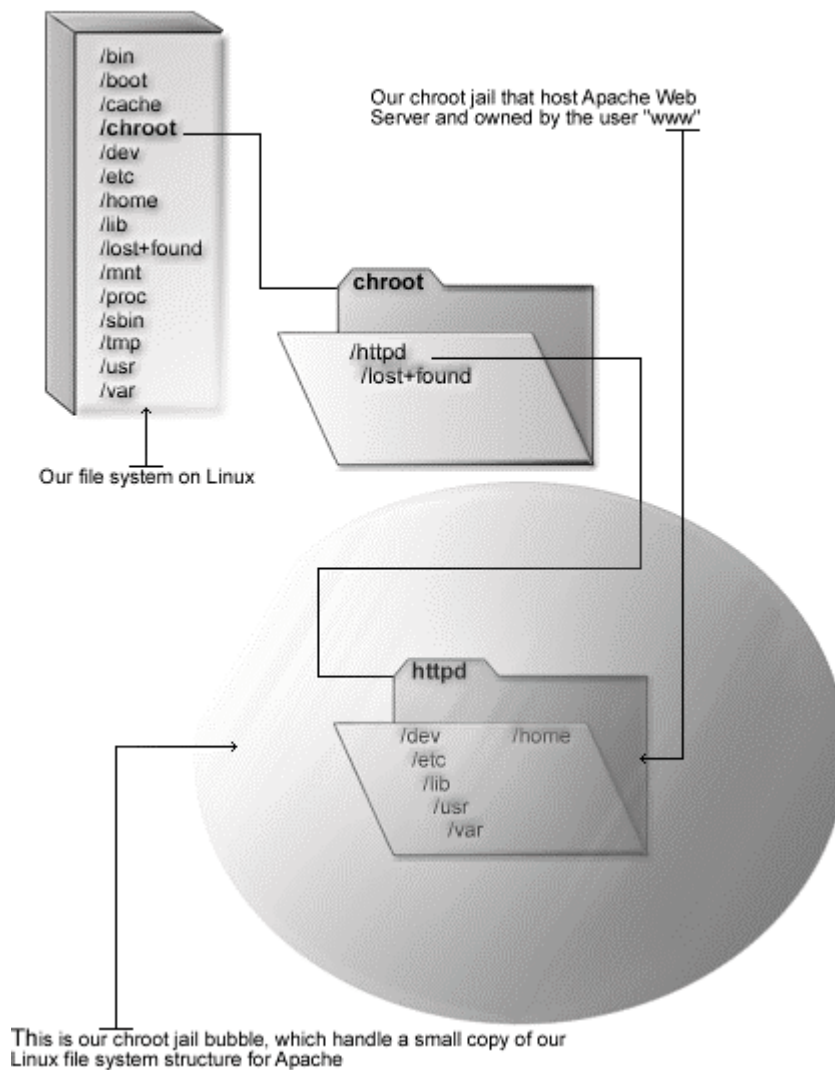 /bin
/boot
/cache
/chroot
/dev
/etc
/home
/lib
/lost+found
/mnt
/proc
/sbin
/tmp
/usr
/var
Our file system on Linux
Our chroot jail that host Apache Web
Server and owned by the user "www"
chroot
/httpd
/lost+found
httpd
/dev /home
/etc
/lib
/usr
/var
This is our chroot jail bubble, which handle a small copy of our
Linux file system structure for Apache